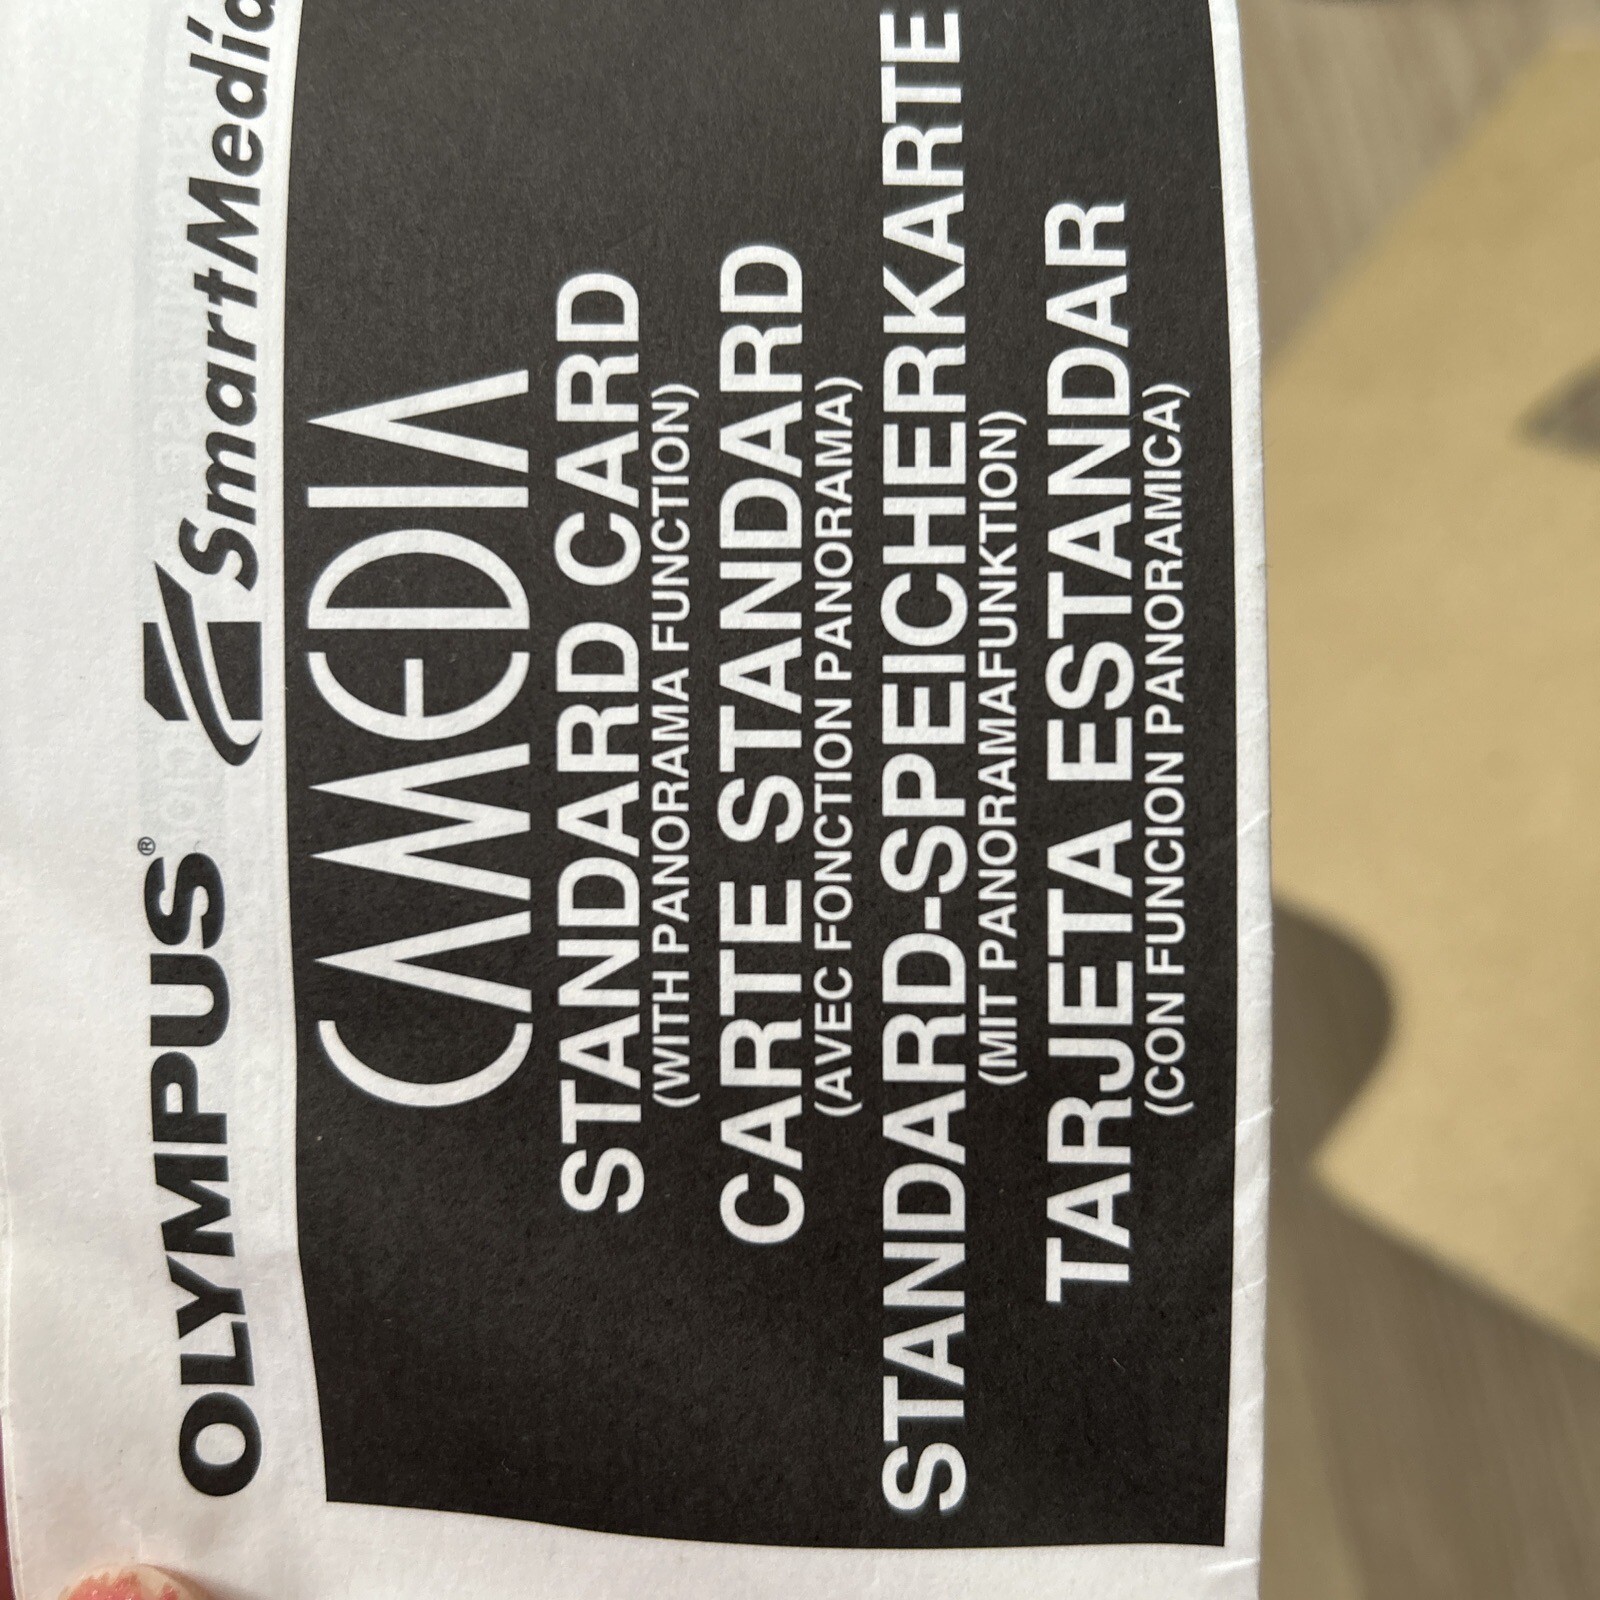 OLYMPUS® SmartMedia
CAMEDIA
STANDARD CARD
(WITH PANORAMA FUNCTION)
CARTE STANDARD
(AVEC FONCTION PANORAMA)
STANDARD-SPEICHERKARTE
(MIT PANORAMAFUNKTION)
TARJETA ESTANDAR
(CON FUNCION PANORAMICA)